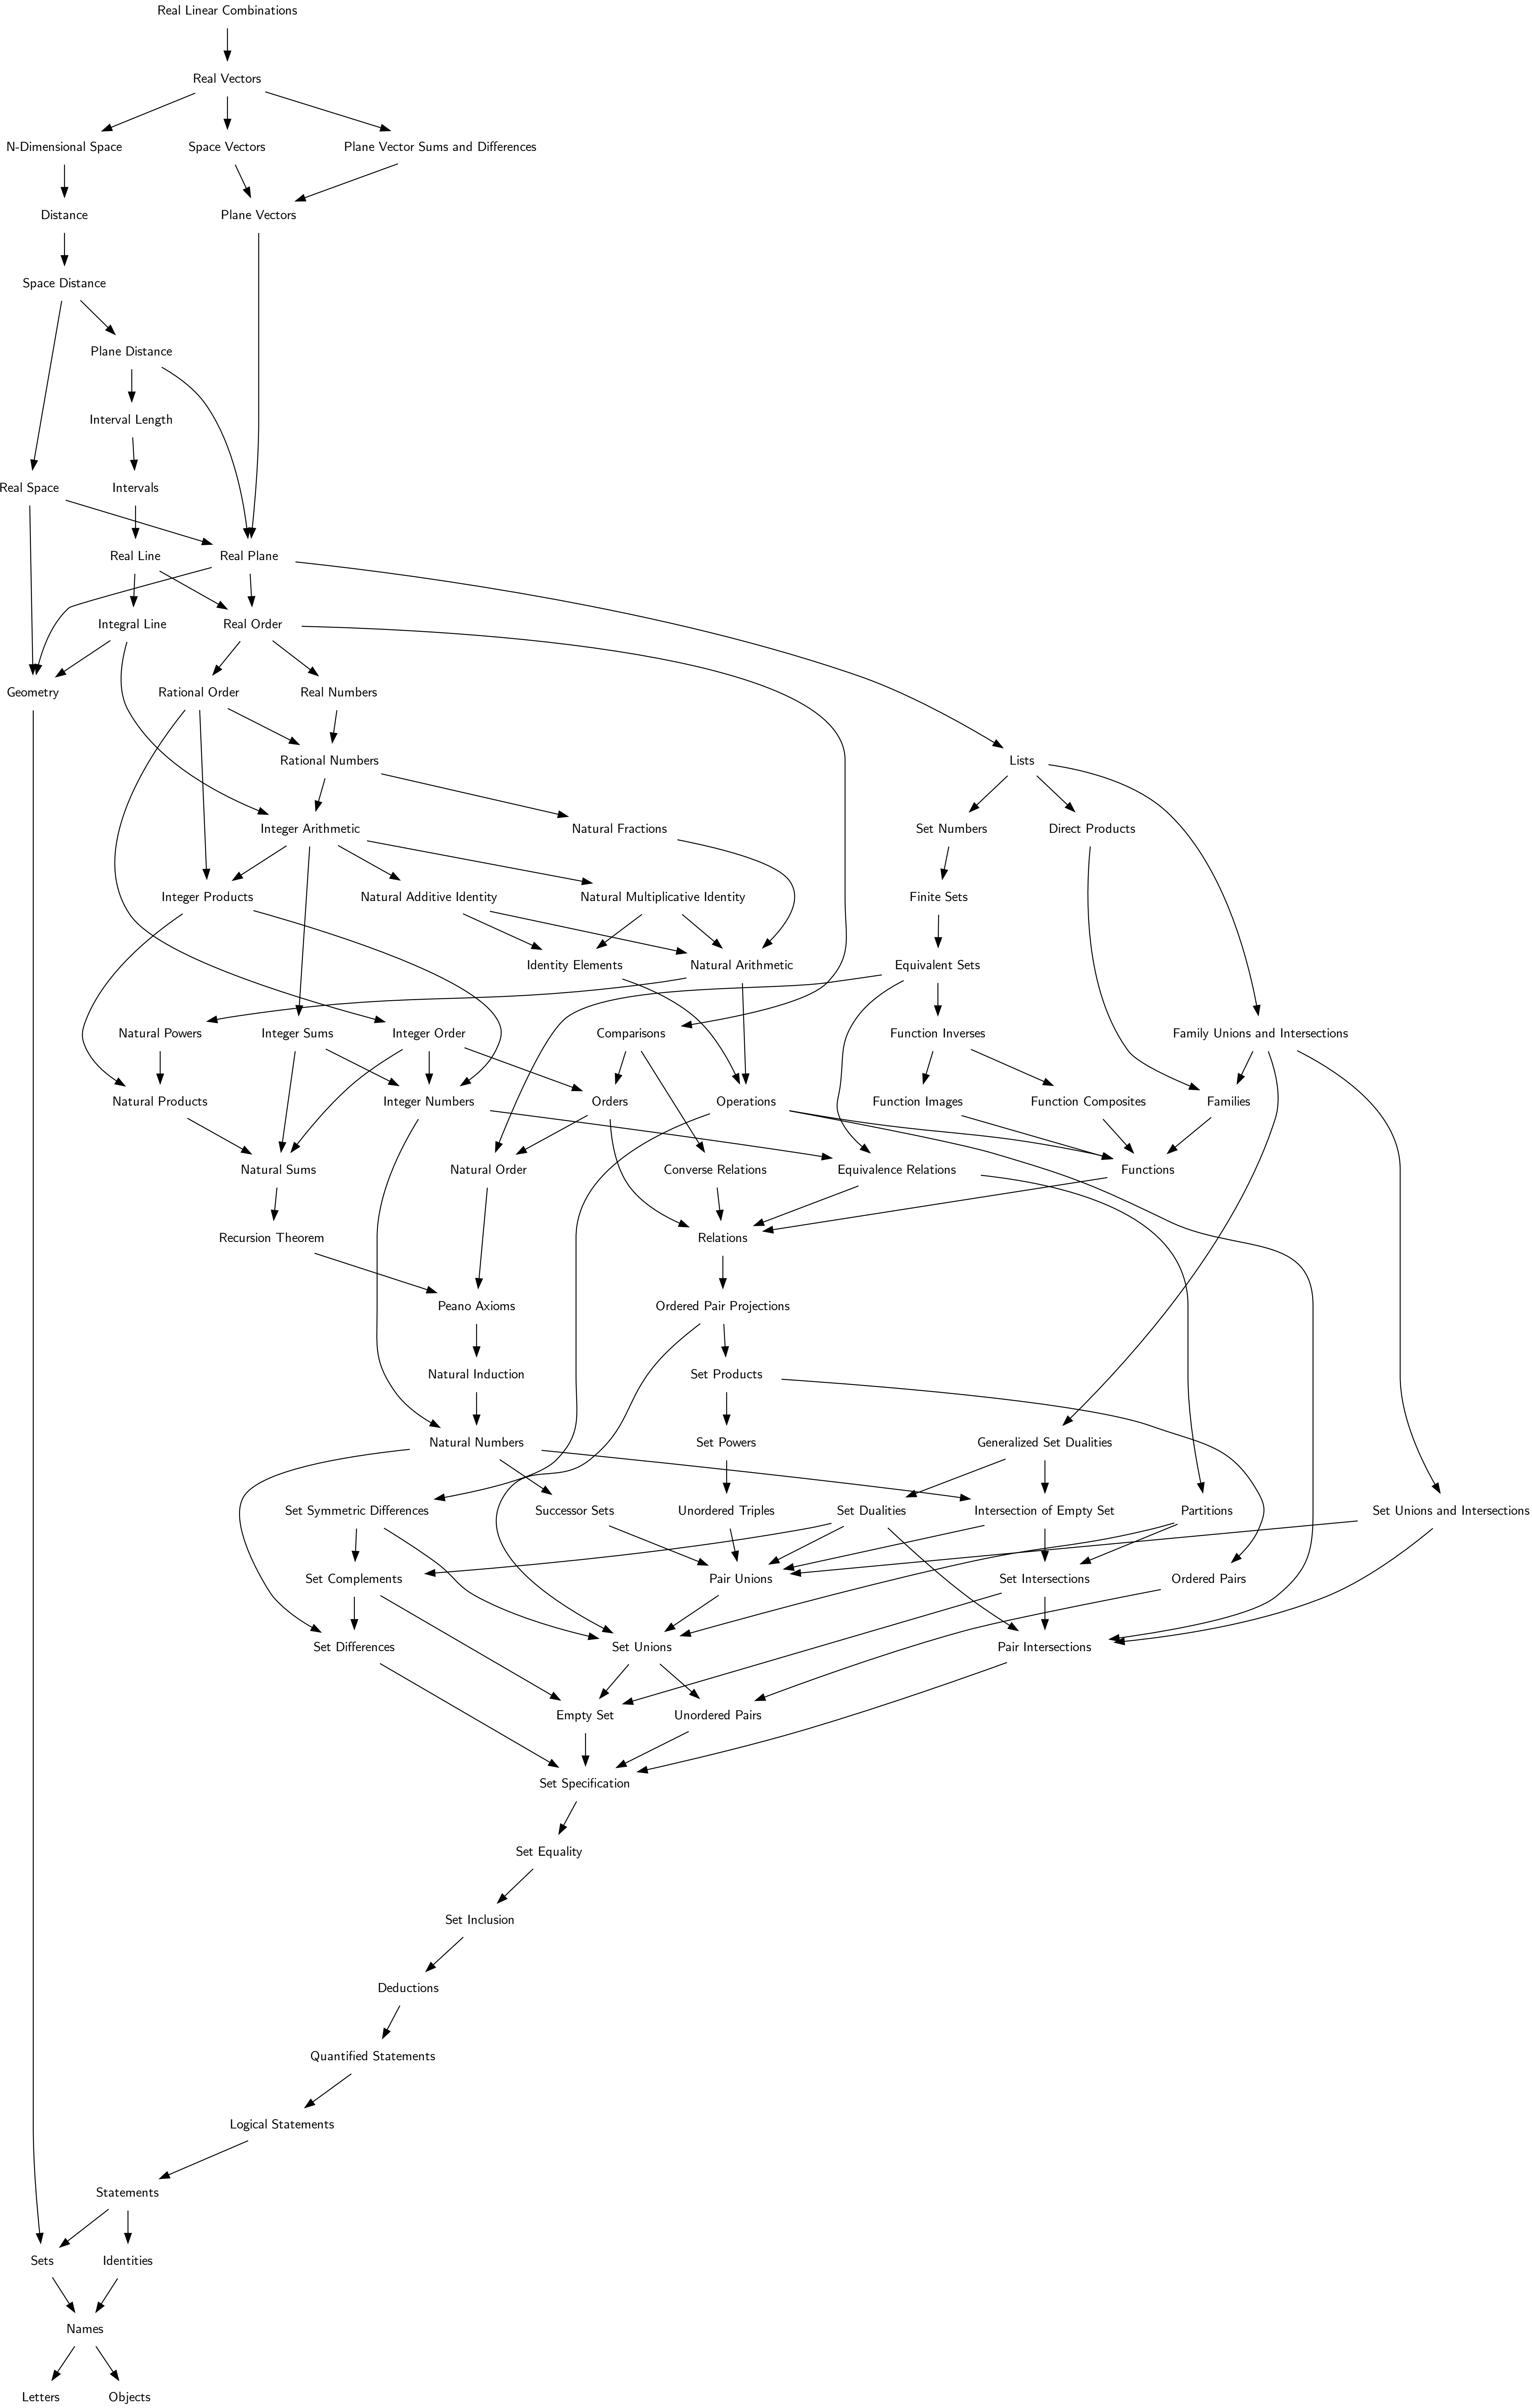 Real Linear Combinations
Real Vectors
N-Dimensional Space
Space Vectors
Plane Vector Sums and Differences
Distance
Plane Vectors
Space Distance
Plane Distance
Interval Length
Real Space
Intervals
Real Line
Real Plane
Integral Line
Real Order
Geometry
Rational Order
Real Numbers
Rational Numbers
Lists
Integer Arithmetic
Natural Fractions
Set Numbers
Direct Products
Integer Products
Natural Additive Identity
Natural Multiplicative Identity
Finite Sets
Identity Elements
Natural Arithmetic
Equivalent Sets
Natural Powers
Integer Sums
Integer Order
Comparisons
Function Inverses
Family Unions and Intersections
Natural Products
Integer Numbers
Orders
Operations
Function Images
Function Composites
Families
Natural Sums
Natural Order
Converse Relations
Equivalence Relations
Functions
Recursion Theorem
Relations
Peano Axioms
Ordered Pair Projections
Natural Induction
Set Products
Natural Numbers
Set Powers
Generalized Set Dualities
Set Symmetric Differences
Successor Sets
Unordered Triples
Set Dualities
Intersection of Empty Set
Partitions
Set Unions and Intersections
Set Complements
Pair Unions
Set Intersections
Ordered Pairs
Set Differences
Set Unions
Pair Intersections
Empty Set
Unordered Pairs
Set Specification
Set Equality
Set Inclusion
Deductions
Quantified Statements
Logical Statements
Statements
Sets
Identities
Names
Letters
Objects